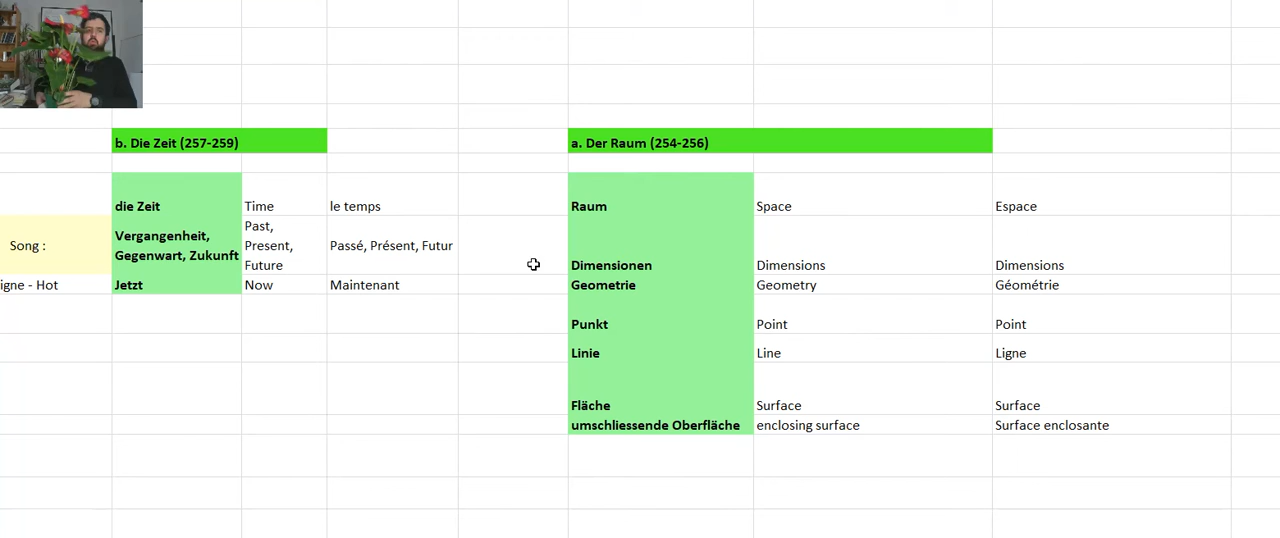 b. Die Zeit (257-259)
a. Der Raum (254-256)
die Zeit Time le temps
Raum Space Espace
Song :
Vergangenheit,
Gegenwart, Zukunft
Past,
Present,
Future
Passé, Présent, Futur
Dimensionen Dimensions Dimensions
igne - Hot
Jetzt Now Maintenant
Geometrie Geometry Géométrie
Punkt Point Point
Linie Line Ligne
Fläche Surface Surface
umschliessende Oberfläche enclosing surface Surface enclosante